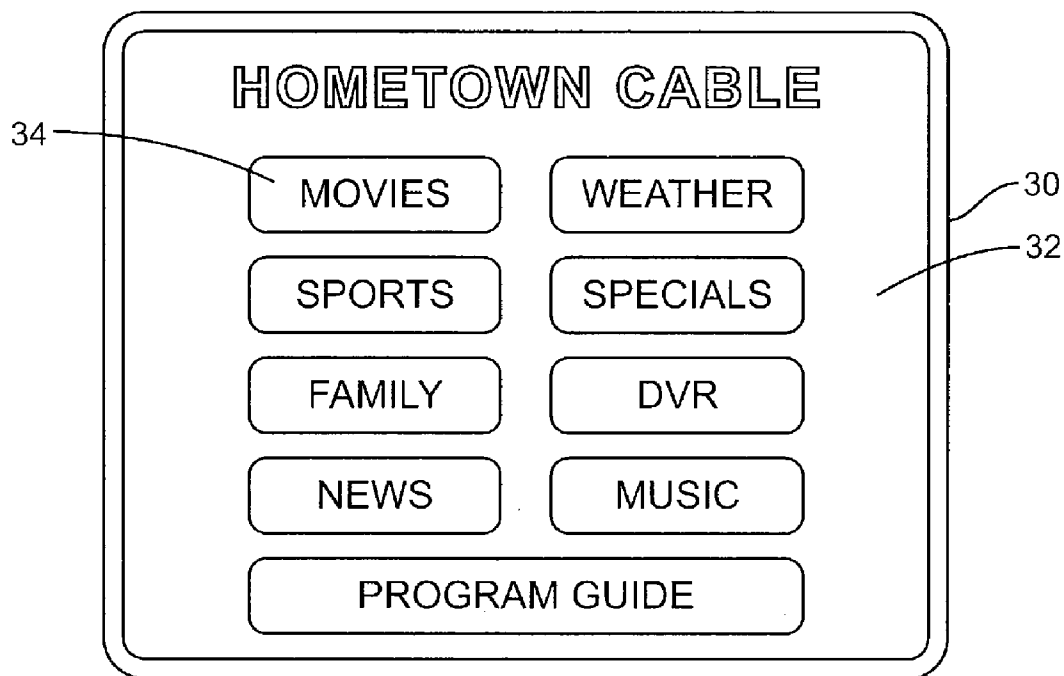 HOMETOWN CABLE
34
MOVIES WEATHER
30
32
SPORTS SPECIALS
FAMILY DVR
NEWS MUSIC
PROGRAM GUIDE